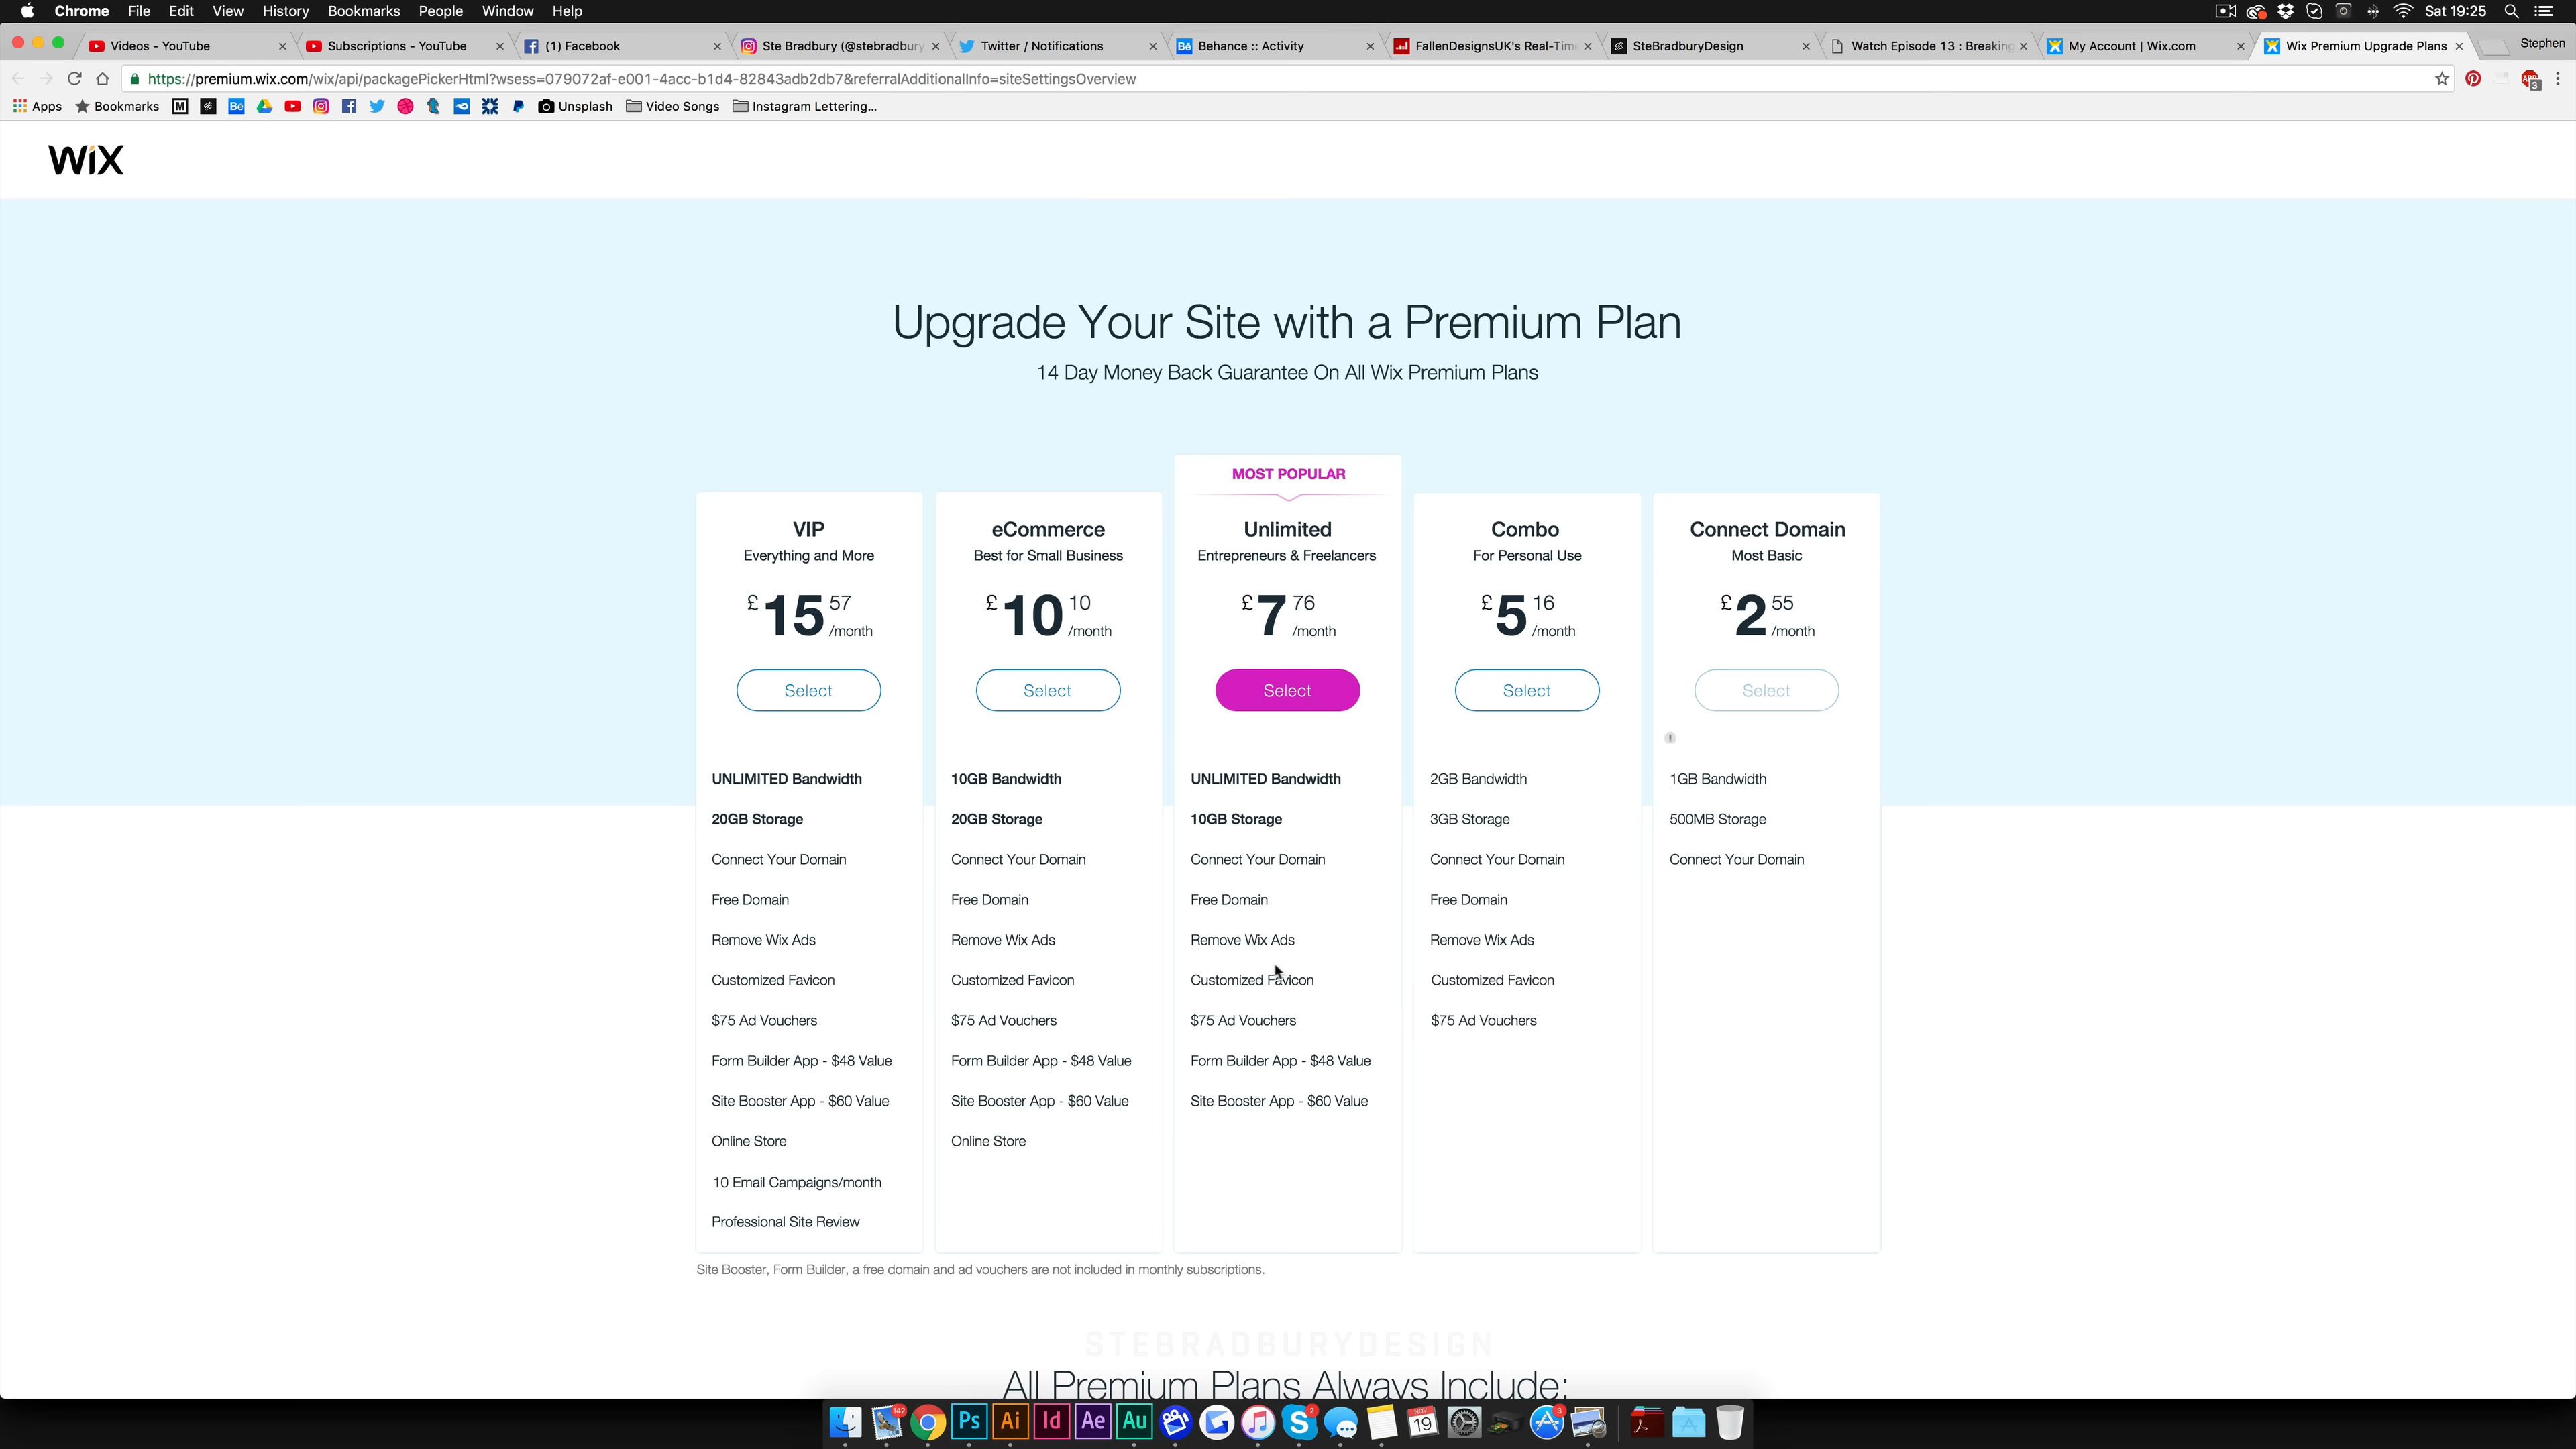 Chrome File Edit View History Bookmarks People Window Help Sat 19:25
Videos - YouTube Subscriptions - YouTube (1) Facebook Ste Bradbury (@stebradbury Twitter / Notifications Behance :: Activity FallenDesignsUK's Real-Time SteBradburyDesign Watch Episode 13 : Breaking My Account | Wix.com Wix Premium Upgrade Plans Stephen
https://premium.wix.com/wix/api/packagePickerHtml?wsess=079072af-e001-4acc-b1d4-82843adb2db7&referralAdditionalInfo=siteSettingsOverview
Apps Bookmarks Unsplash Video Songs Instagram Lettering...
WiX
Upgrade Your Site with a Premium Plan
14 Day Money Back Guarantee On All Wix Premium Plans
MOST POPULAR
VIP
Everything and More
£ 15 57 /month
Select
UNLIMITED Bandwidth
20GB Storage
Connect Your Domain
Free Domain
Remove Wix Ads
Customized Favicon
$75 Ad Vouchers
Form Builder App - $48 Value
Site Booster App - $60 Value
Online Store
10 Email Campaigns/month
Professional Site Review
eCommerce
Best for Small Business
£ 10 10 /month
Select
10GB Bandwidth
20GB Storage
Connect Your Domain
Free Domain
Remove Wix Ads
Customized Favicon
$75 Ad Vouchers
Form Builder App - $48 Value
Site Booster App - $60 Value
Online Store
Unlimited
Entrepreneurs & Freelancers
£ 7 76 /month
Select
UNLIMITED Bandwidth
10GB Storage
Connect Your Domain
Free Domain
Remove Wix Ads
Customized Favicon
$75 Ad Vouchers
Form Builder App - $48 Value
Site Booster App - $60 Value
Combo
For Personal Use
£ 5 16 /month
Select
2GB Bandwidth
3GB Storage
Connect Your Domain
Free Domain
Remove Wix Ads
Customized Favicon
$75 Ad Vouchers
Connect Domain
Most Basic
£ 2 55 /month
Select
1GB Bandwidth
500MB Storage
Connect Your Domain
Site Booster, Form Builder, a free domain and ad vouchers are not included in monthly subscriptions.
STEBRADBURYDESIGN
All Premium Plans Always Include:
142 Ps Ai Id Ae Au 2 NOV 19 3